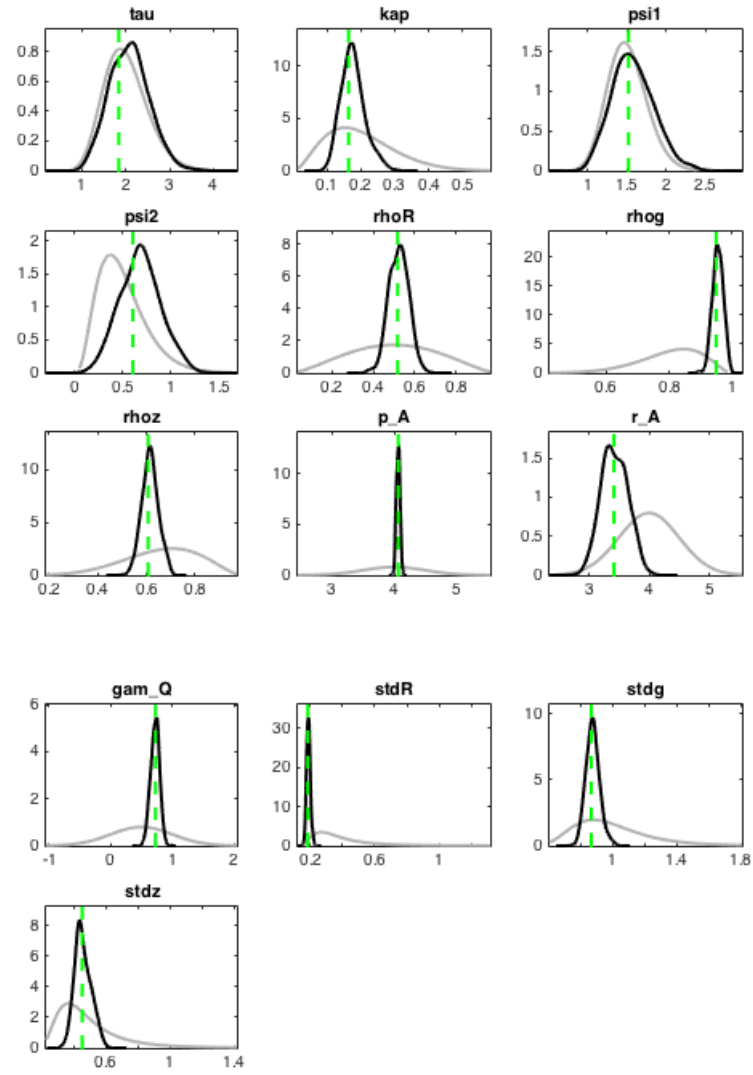 tau kap psi1
0.8 10 1.5
0.6 1
0.4 5
0.2 0.5
0 0 0
1 2 3 4 0.1 0.2 0.3 0.4 0.5 1 1.5 2 2.5
psi2 rhoR rhog
2 8 20
1.5 6 15
1 4 10
0.5 2 5
0 0 0
0 0.5 1 1.5 0.2 0.4 0.6 0.8 0.6 0.8 1
rhoz p_A r_A
10 10 1.5
5 5 1
0.5
0 0 0
0.2 0.4 0.6 0.8 3 4 5 3 4 5
gam_Q stdR stdg
6 30 10
4 20
5
2 10
0 0 0
-1 0 1 2 0.2 0.6 1 1 1.4 1.8
stdz
8
6
4
2
0
0.6 1 1.4